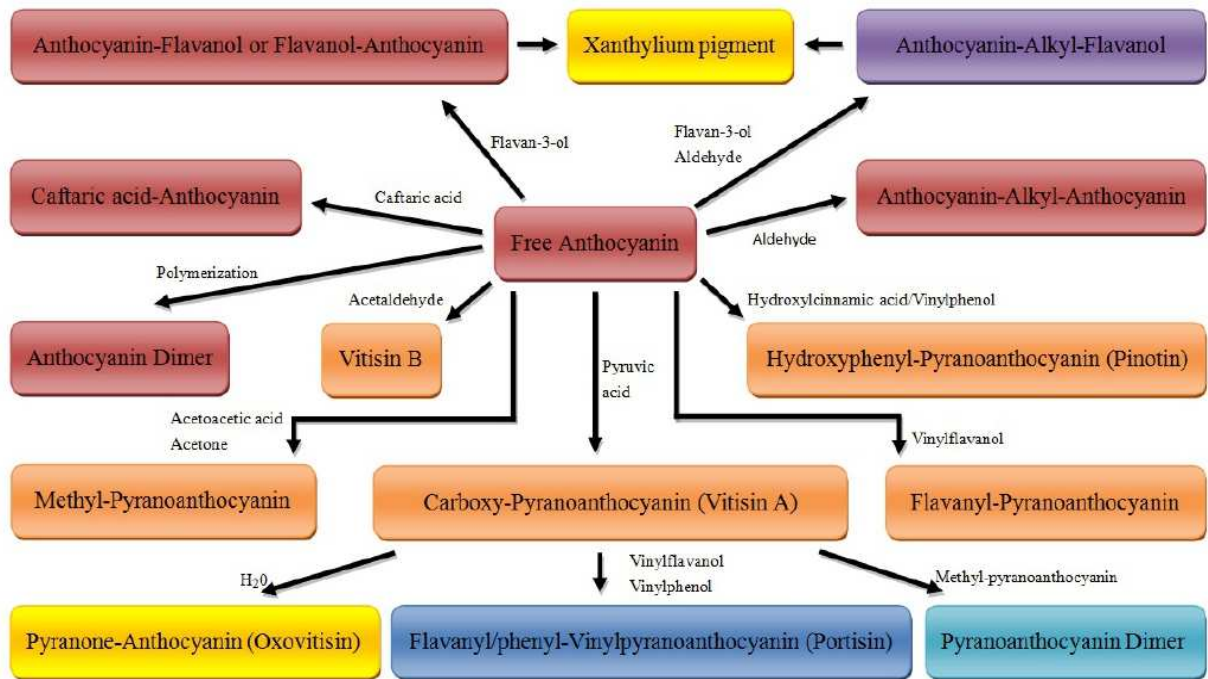 Anthocyanin-Flavanol or Flavanol-Anthocyanin
Xanthylium pigment
Anthocyanin-Alkyl-Flavanol
Flavan-3-ol
Flavan-3-ol
Aldehyde
Caftaric acid-Anthocyanin
Caftaric acid
Free Anthocyanin
Anthocyanin-Alkyl-Anthocyanin
Aldehyde
Polymerization
Acetaldehyde
Hydroxylcinnamic acid/Vinylphenol
Anthocyanin Dimer
Vitisin B
Pyruvic
acid
Hydroxyphenyl-Pyranoanthocyanin (Pinotin)
Acetoacetic acid
Acetone
Vinylflavanol
Methyl-Pyranoanthocyanin
Carboxy-Pyranoanthocyanin (Vitisin A)
Flavanyl-Pyranoanthocyanin
H₂0
Vinylflavanol
Vinylphenol
Methyl-pyranoanthocyanin
Pyranone-Anthocyanin (Oxovitisin)
Flavanyl/phenyl-Vinylpyranoanthocyanin (Portisin)
Pyranoanthocyanin Dimer